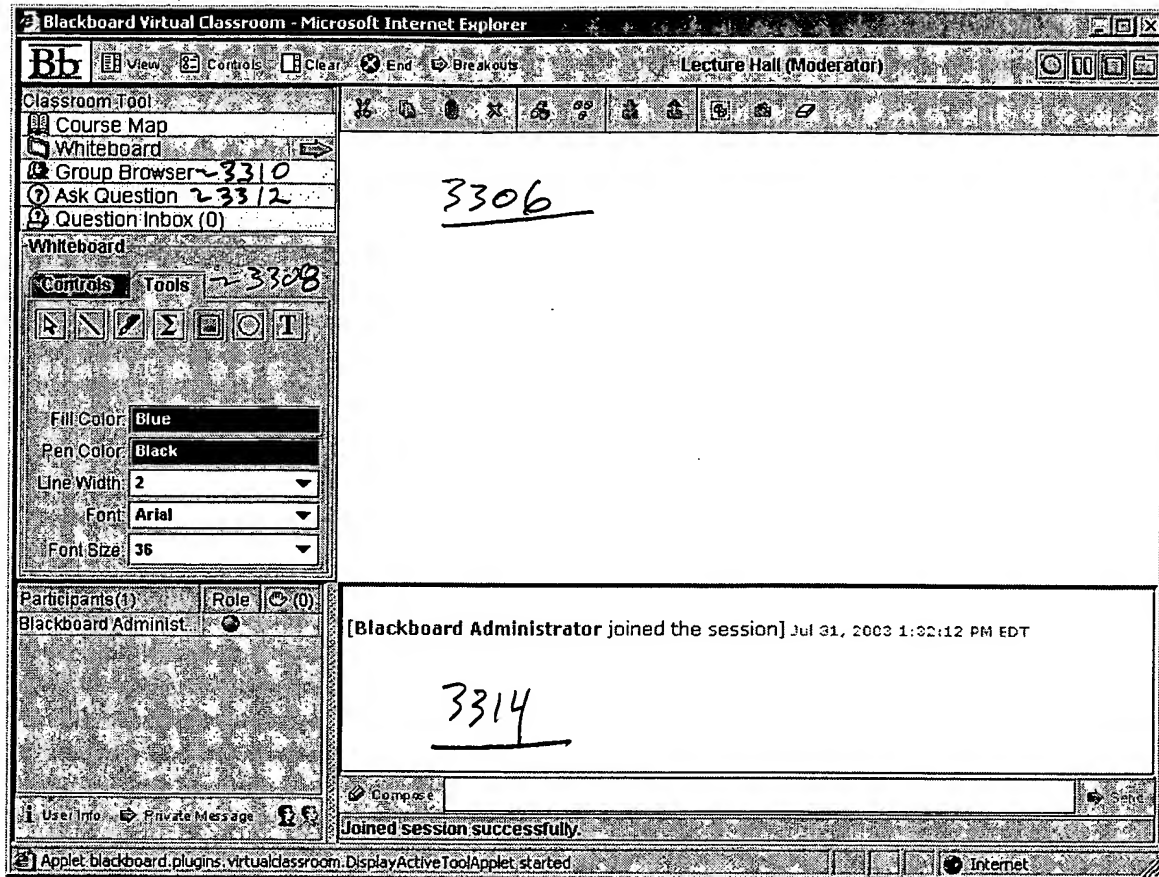 Blackboard Virtual Classroom - Microsoft Internet Explorer
Bb View Controls Clear End Breakouts Lecture Hall (Moderator)
Classroom Tool
Course Map
Whiteboard
Group Browser ~3310
Ask Question ~3312
Question Inbox (0)
Whiteboard
Controls Tools ~3308
Σ T
Fill Color: Blue
Pen Color: Black
Line Width: 2
Font: Arial
Font Size: 36
3306
Participants(1) Role (0)
Blackboard Administ...
i User Info Private Message
[Blackboard Administrator joined the session] Jul 31, 2003 1:32:12 PM EDT
3314
Compose Send
Joined session successfully.
Applet blackboard.plugins.virtualclassroom.DisplayActiveToolApplet started Internet